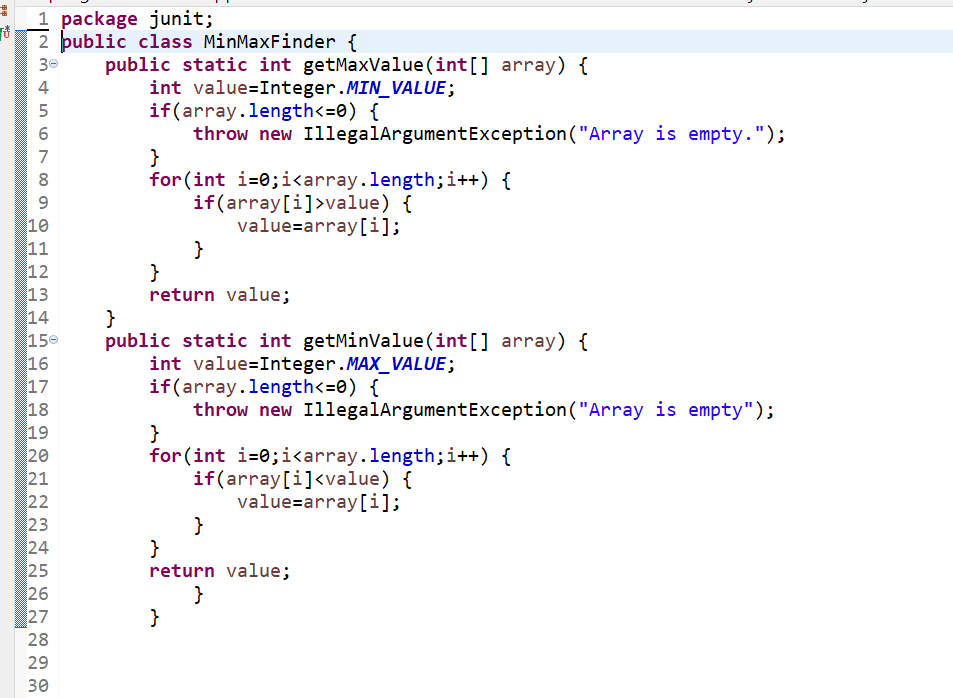 1 package junit;
2 public class MinMaxFinder {
3 public static int getMaxValue(int[] array) {
4 int value=Integer.MIN_VALUE;
5 if(array.length<=0) {
6 throw new IllegalArgumentException("Array is empty.");
7 }
8 for(int i=0;i<array.length;i++) {
9 if(array[i]>value) {
10 value=array[i];
11 }
12 }
13 return value;
14 }
15 public static int getMinValue(int[] array) {
16 int value=Integer.MAX_VALUE;
17 if(array.length<=0) {
18 throw new IllegalArgumentException("Array is empty");
19 }
20 for(int i=0;i<array.length;i++) {
21 if(array[i]<value) {
22 value=array[i];
23 }
24 }
25 return value;
26 }
27 }
28
29
30